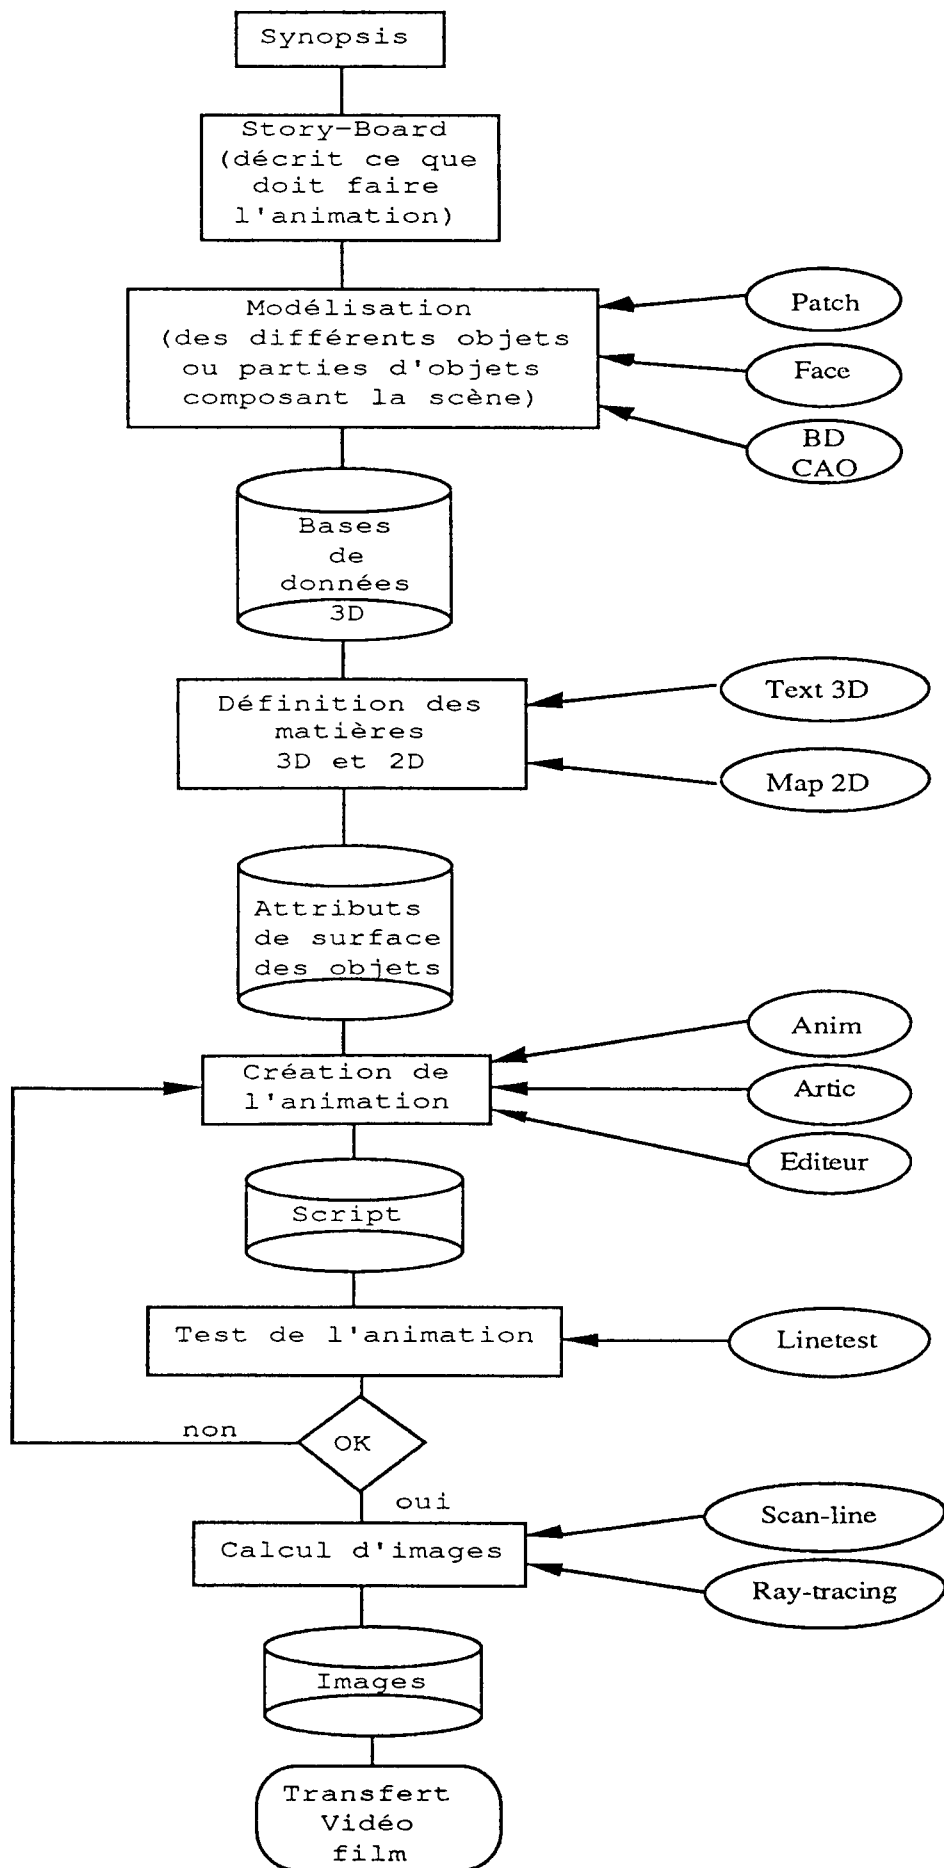 Synopsis
Story-Board
(décrit ce que
doit faire
l'animation)
Modélisation
(des différents objets
ou parties d'objets
composant la scène)
Patch
Face
BD
CAO
Bases
de
données
3D
Définition des
matières
3D et 2D
Text 3D
Map 2D
Attributs
de surface
des objets
Création de
l'animation
Anim
Artic
Editeur
Script
Test de l'animation
Linetest
non
OK
oui
Calcul d'images
Scan-line
Ray-tracing
Images
Transfert
Vidéo
film